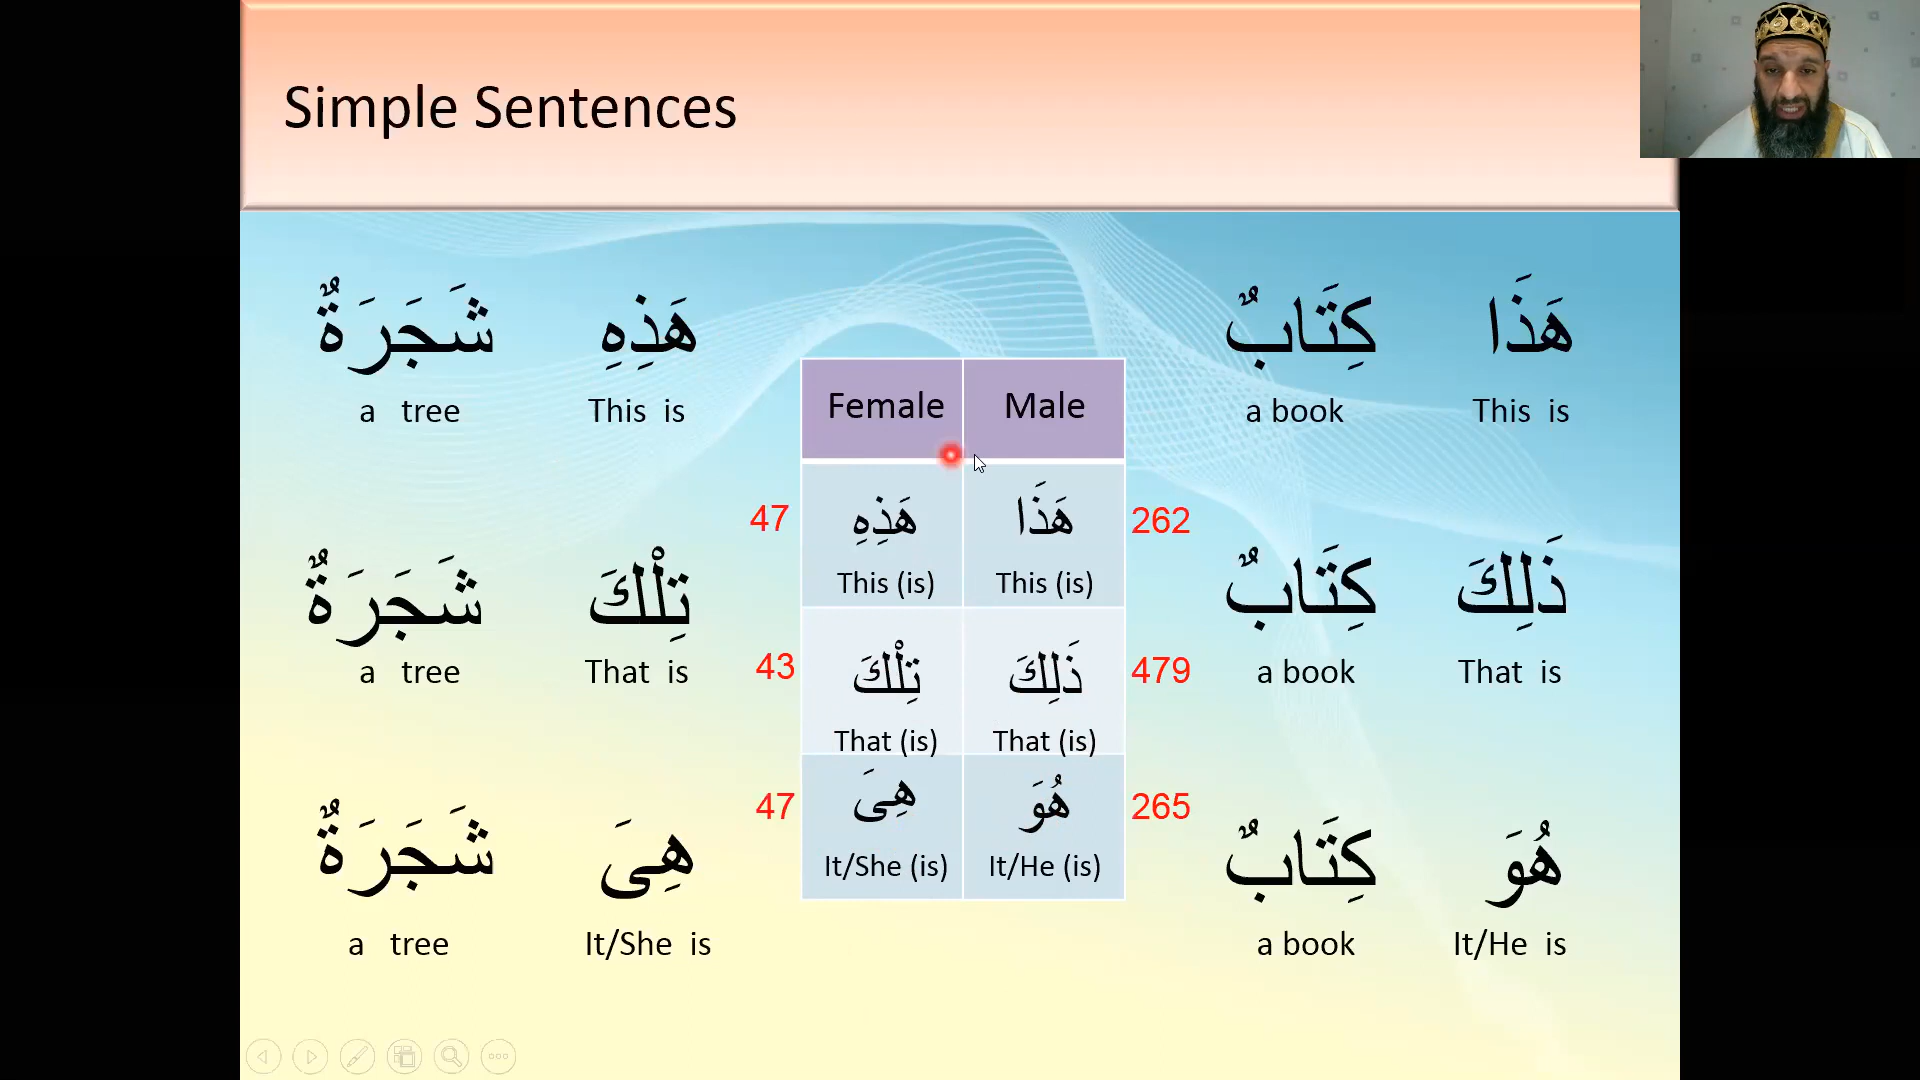 Simple Sentences
هَذَا كِتَابٌ
This is a book
ذَلِكَ كِتَابٌ
That is a book
هُوَ كِتَابٌ
It/He is a book
Male Female
262 هَذَا هَذِهِ 47
This (is) This (is)
479 ذَلِكَ تِلْكَ 43
That (is) That (is)
265 هُوَ هِىَ 47
It/He (is) It/She (is)
هَذِهِ شَجَرَةٌ
This is a tree
تِلْكَ شَجَرَةٌ
That is a tree
هِىَ شَجَرَةٌ
It/She is a tree